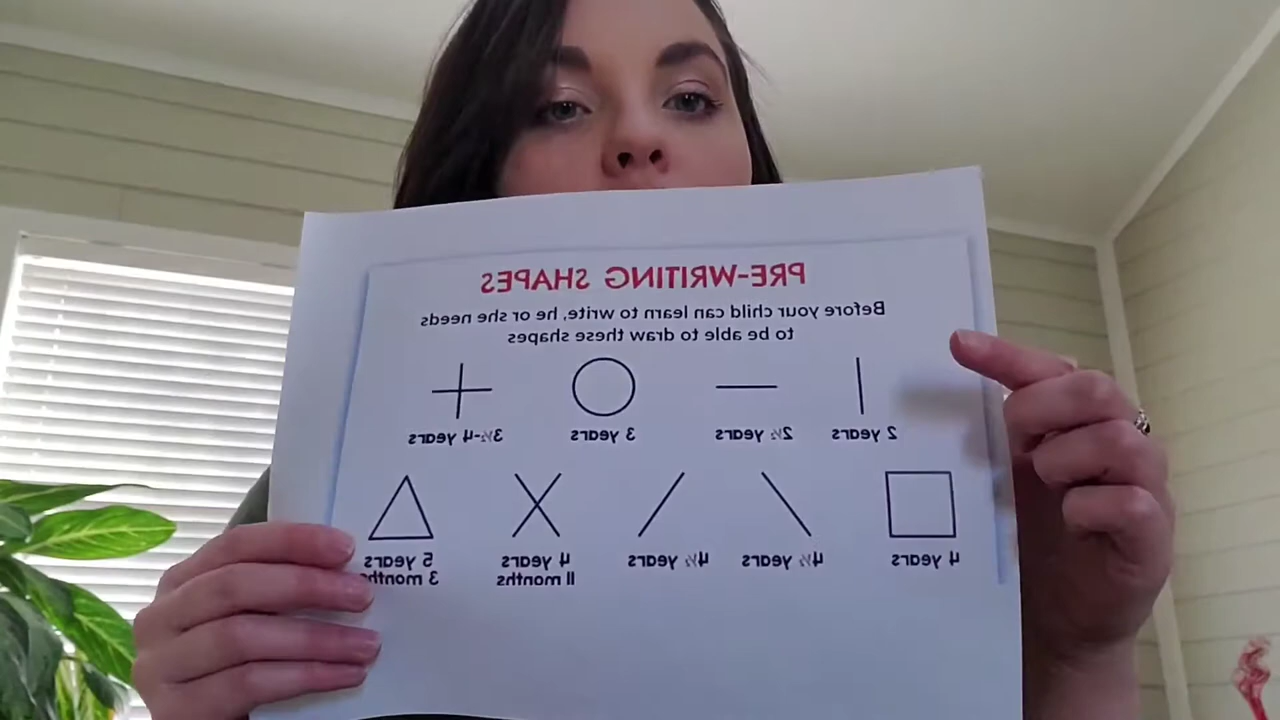 PRE-WRITING SHAPES
Before your child can learn to write, he or she needs
to be able to draw these shapes
2 years
2½ years
3 years
3½-4 years
4 years
4½ years
4½ years
4 years
11 months
5 years
3 months